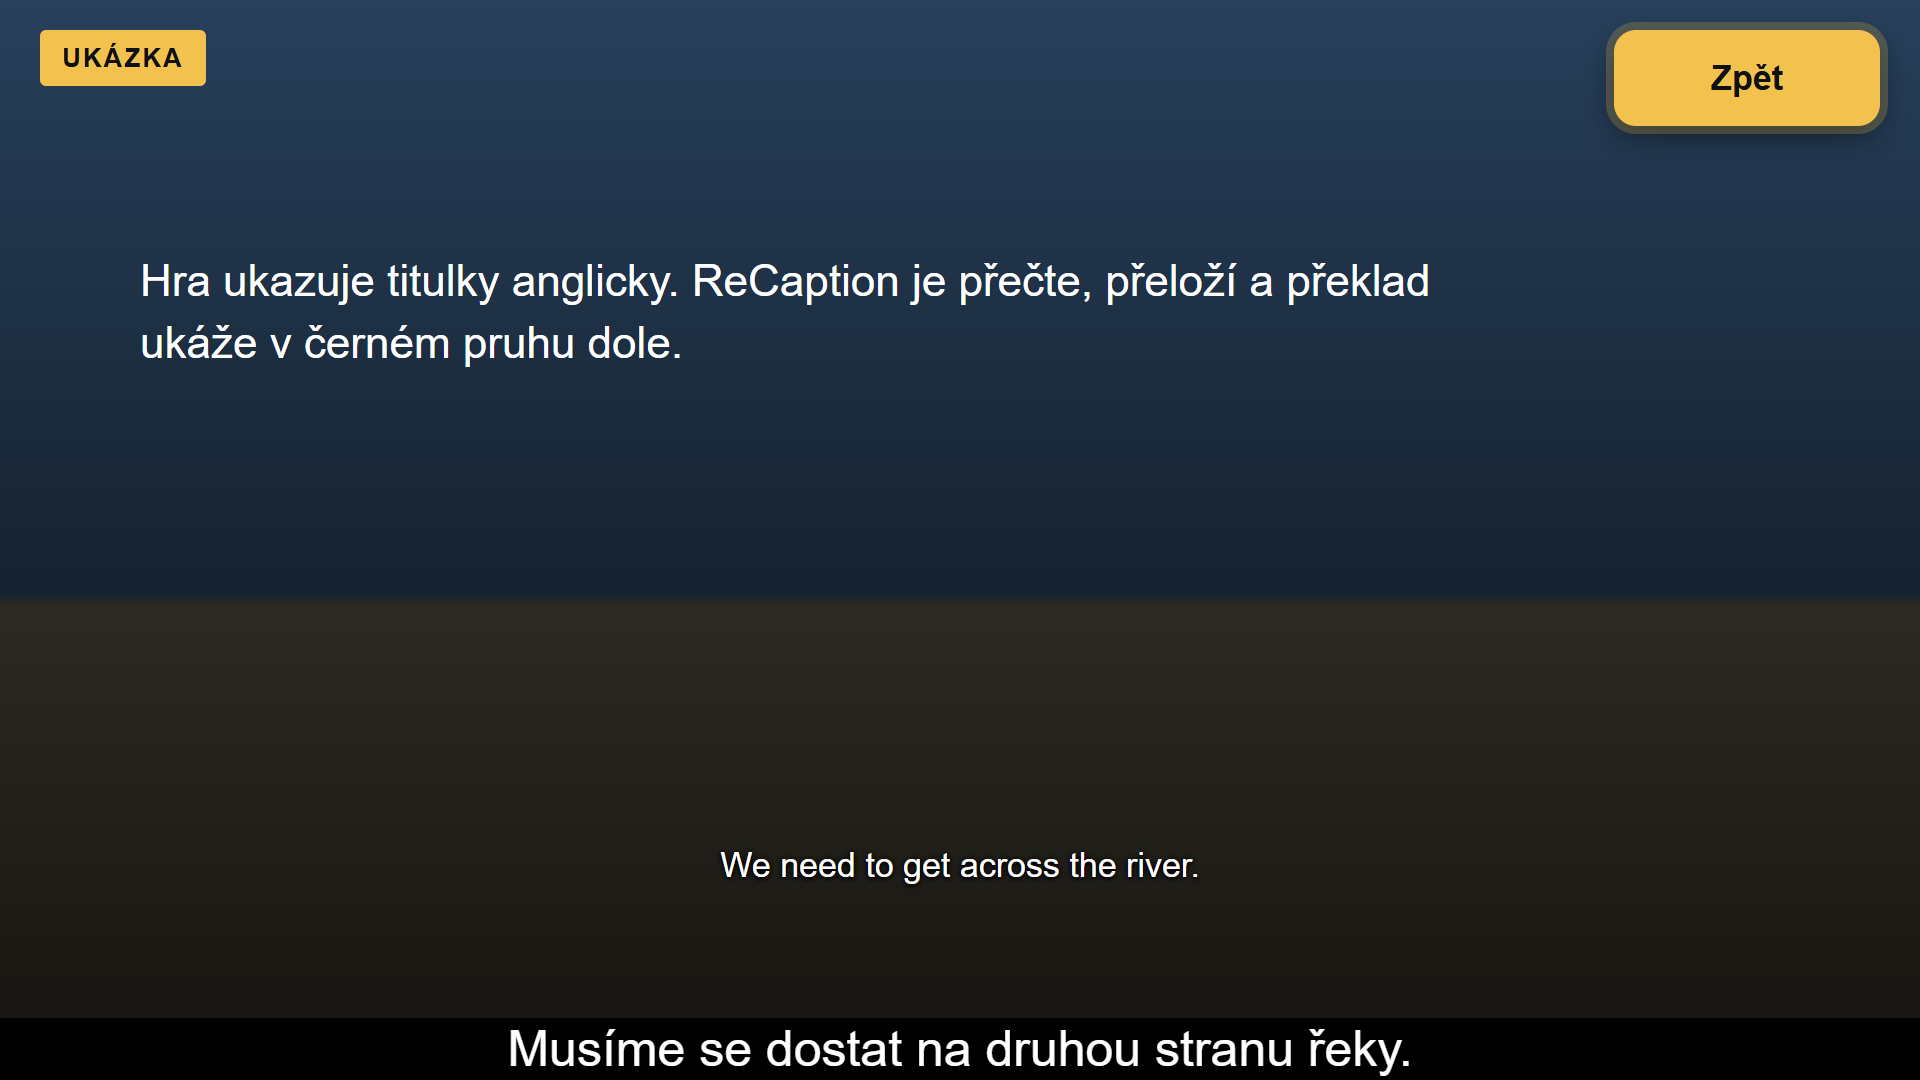 UKÁZKA
Zpět
Hra ukazuje titulky anglicky. ReCaption je přečte, přeloží a překlad
ukáže v černém pruhu dole.
We need to get across the river.
Musíme se dostat na druhou stranu řeky.